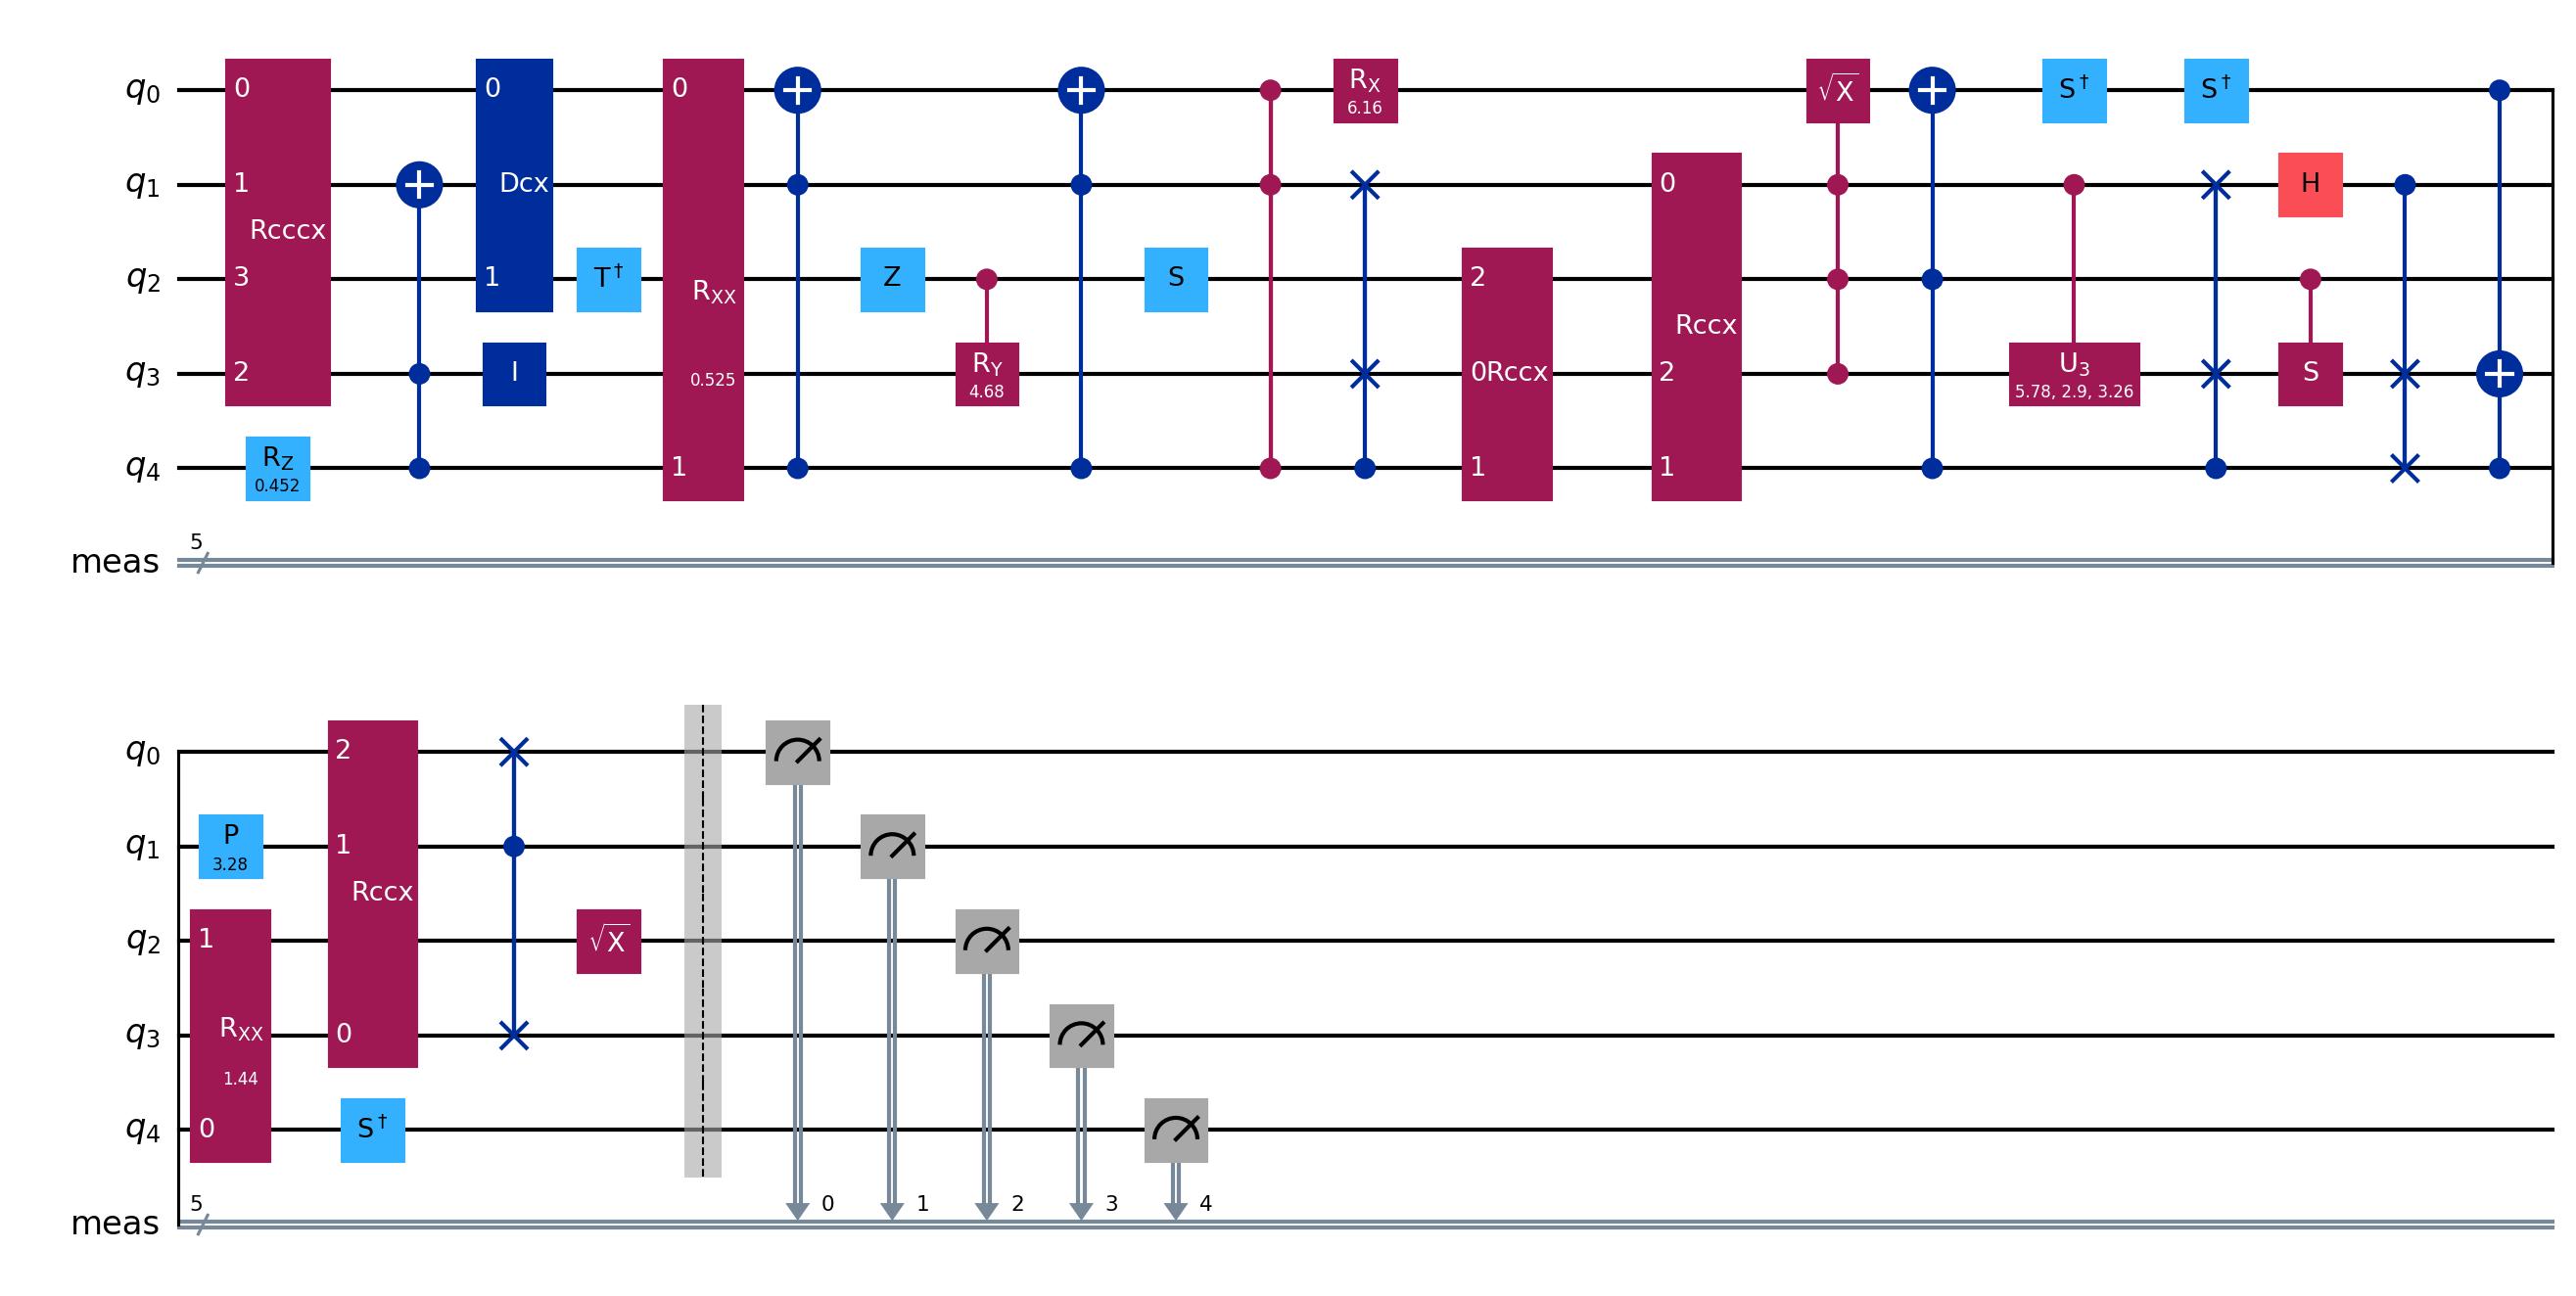 q0 0 0 0 RX 6.16 √X S† S†
q1 1 Rcccx Dcx 0 H
q2 3 1 T† RXX Z S 2 Rccx
q3 2 I 0.525 RY 4.68 0Rccx 2 U3 5.78, 2.9, 3.26 S
q4 RZ 0.452 1 1 1
meas 5
q0 2
q1 P 3.28 1 Rccx
q2 1 √X
q3 RXX 1.44 0
q4 0 S†
meas 5 0 1 2 3 4